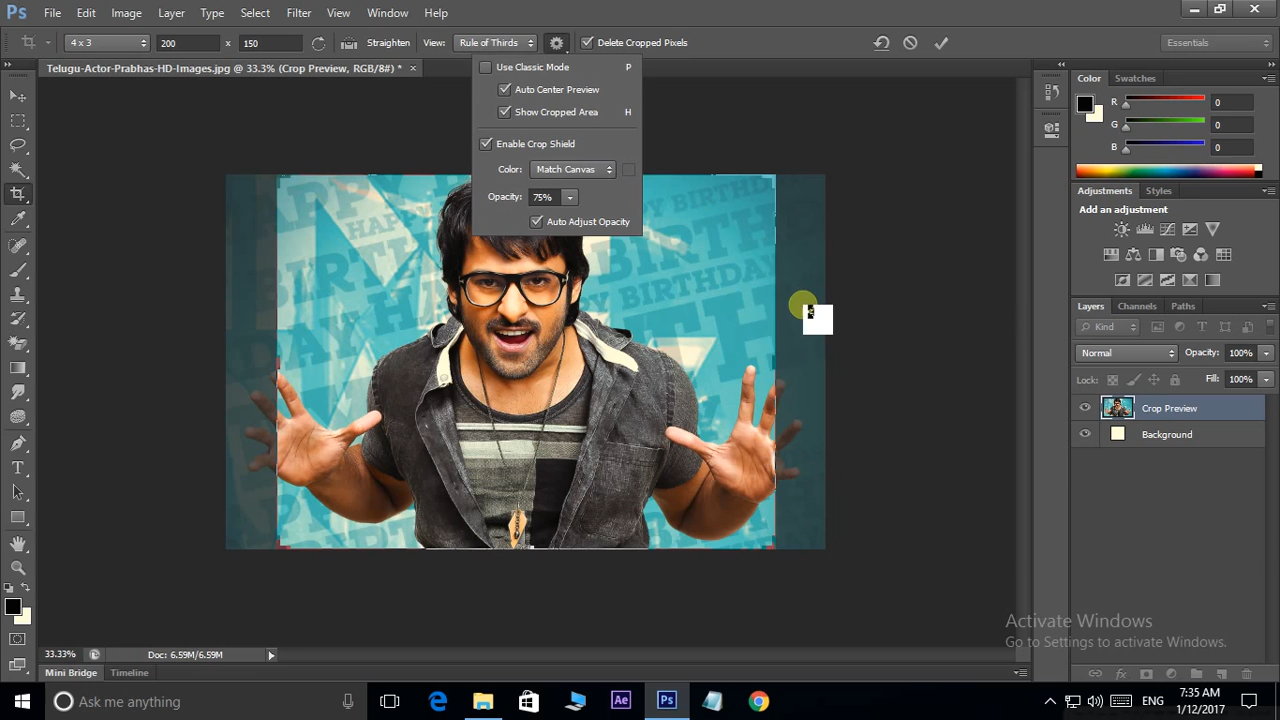 Ps File Edit Image Layer Type Select Filter View Window Help
4 x 3 200 x 150 Straighten View: Rule of Thirds Delete Cropped Pixels Essentials
Telugu-Actor-Prabhas-HD-Images.jpg @ 33.3% (Crop Preview, RGB/8#) * ×
Use Classic Mode P
Auto Center Preview
Show Cropped Area H
Enable Crop Shield
Color: Match Canvas
Opacity: 75%
Auto Adjust Opacity
Color Swatches
R 0
G 0
B 0
Adjustments Styles
Add an adjustment
Layers Channels Paths
Kind
Normal Opacity: 100%
Lock: Fill: 100%
Crop Preview
Background
HAPPY
BIRTHDAY
BIRTHDAY
Activate Windows
Go to Settings to activate Windows.
33.33% Doc: 6.59M/6.59M
Mini Bridge Timeline
Ask me anything
Ae Ps
ENG
7:35 AM
1/12/2017